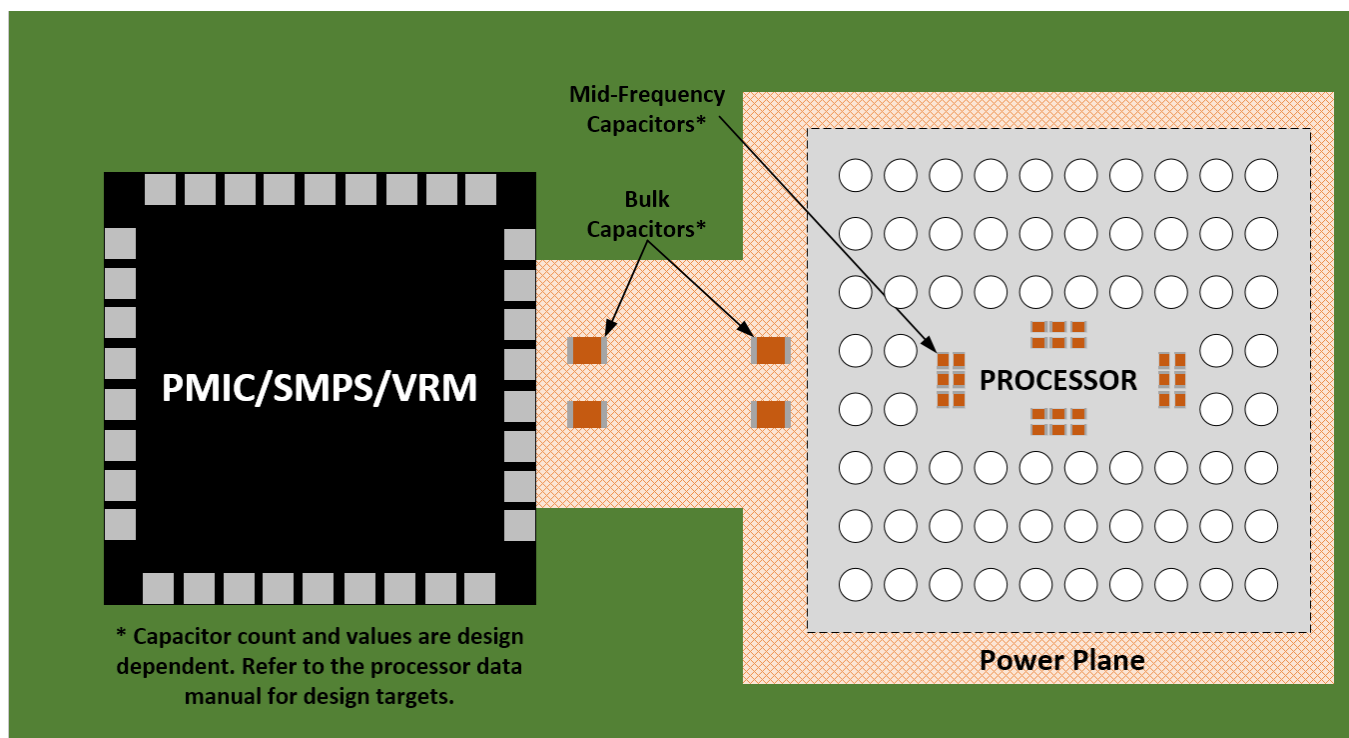 Mid-Frequency
Capacitors*
Bulk
Capacitors*
PMIC/SMPS/VRM
PROCESSOR
* Capacitor count and values are design
dependent. Refer to the processor data
manual for design targets.
Power Plane